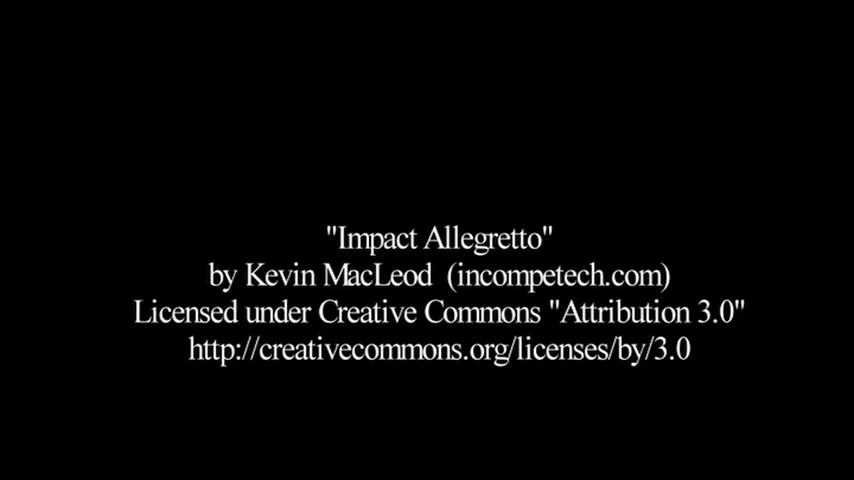 "Impact Allegretto"
by Kevin MacLeod  (incompetech.com)
Licensed under Creative Commons "Attribution 3.0"
http://creativecommons.org/licenses/by/3.0